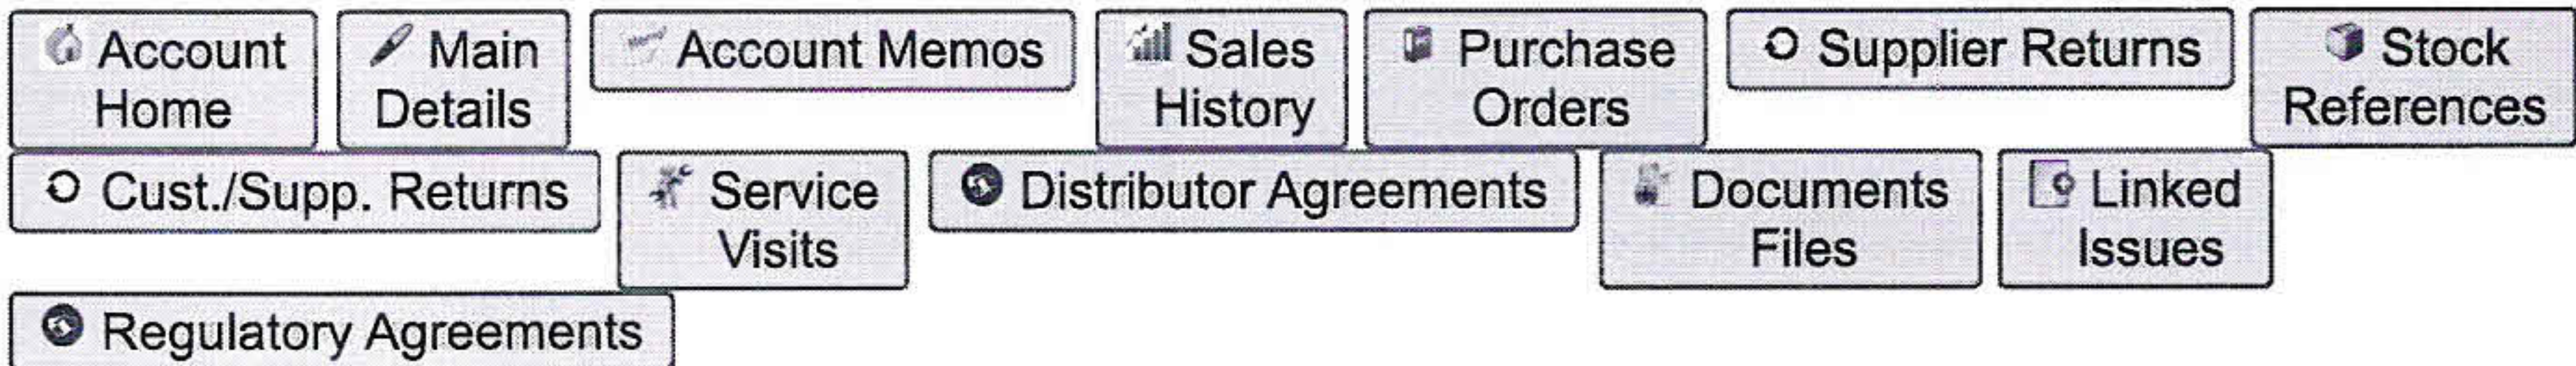 Account Home
Main Details
Account Memos
Sales History
Purchase Orders
Supplier Returns
Stock References
Cust./Supp. Returns
Service Visits
Distributor Agreements
Documents Files
Linked Issues
Regulatory Agreements